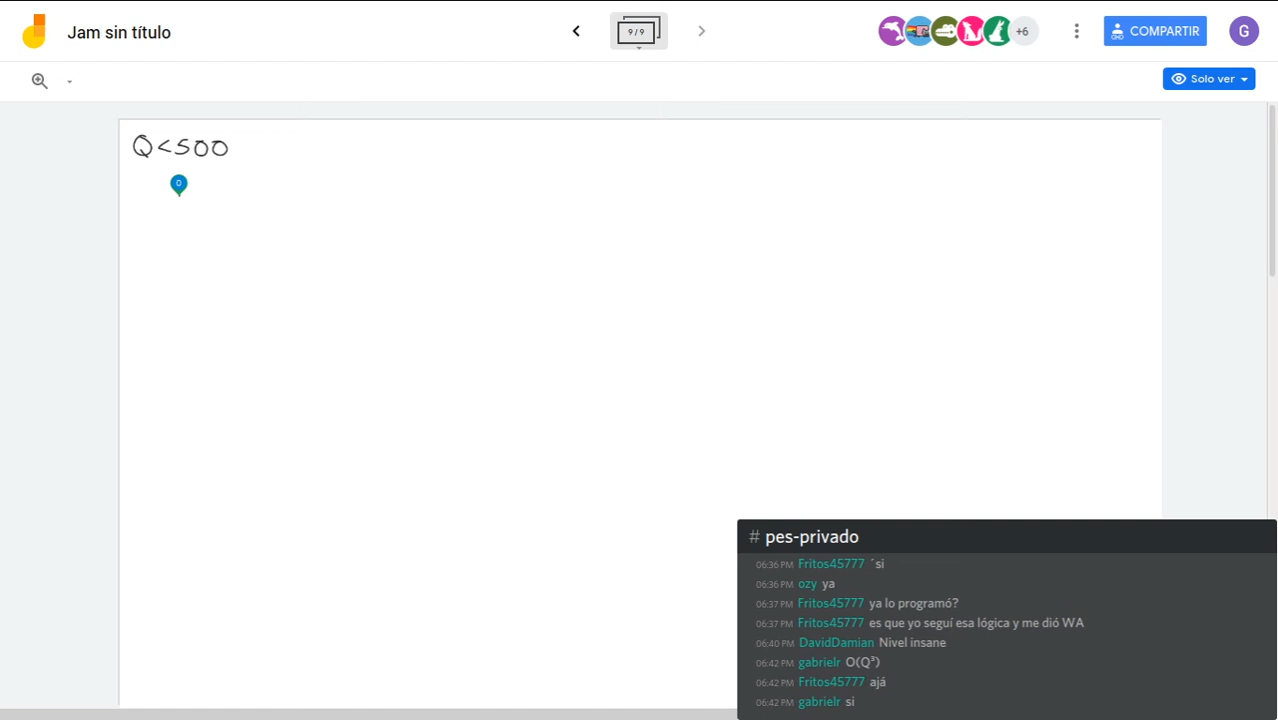 Jam sin título
9/9
+6
COMPARTIR
G
Solo ver
Q<500
0
# pes-privado
06:36 PM Fritos45777 ´si
06:36 PM ozy ya
06:37 PM Fritos45777 ya lo programó?
06:37 PM Fritos45777 es que yo seguí esa lógica y me dió WA
06:40 PM DavidDamian Nivel insane
06:42 PM gabrielr O(Q³)
06:42 PM Fritos45777 ajá
06:42 PM gabrielr si